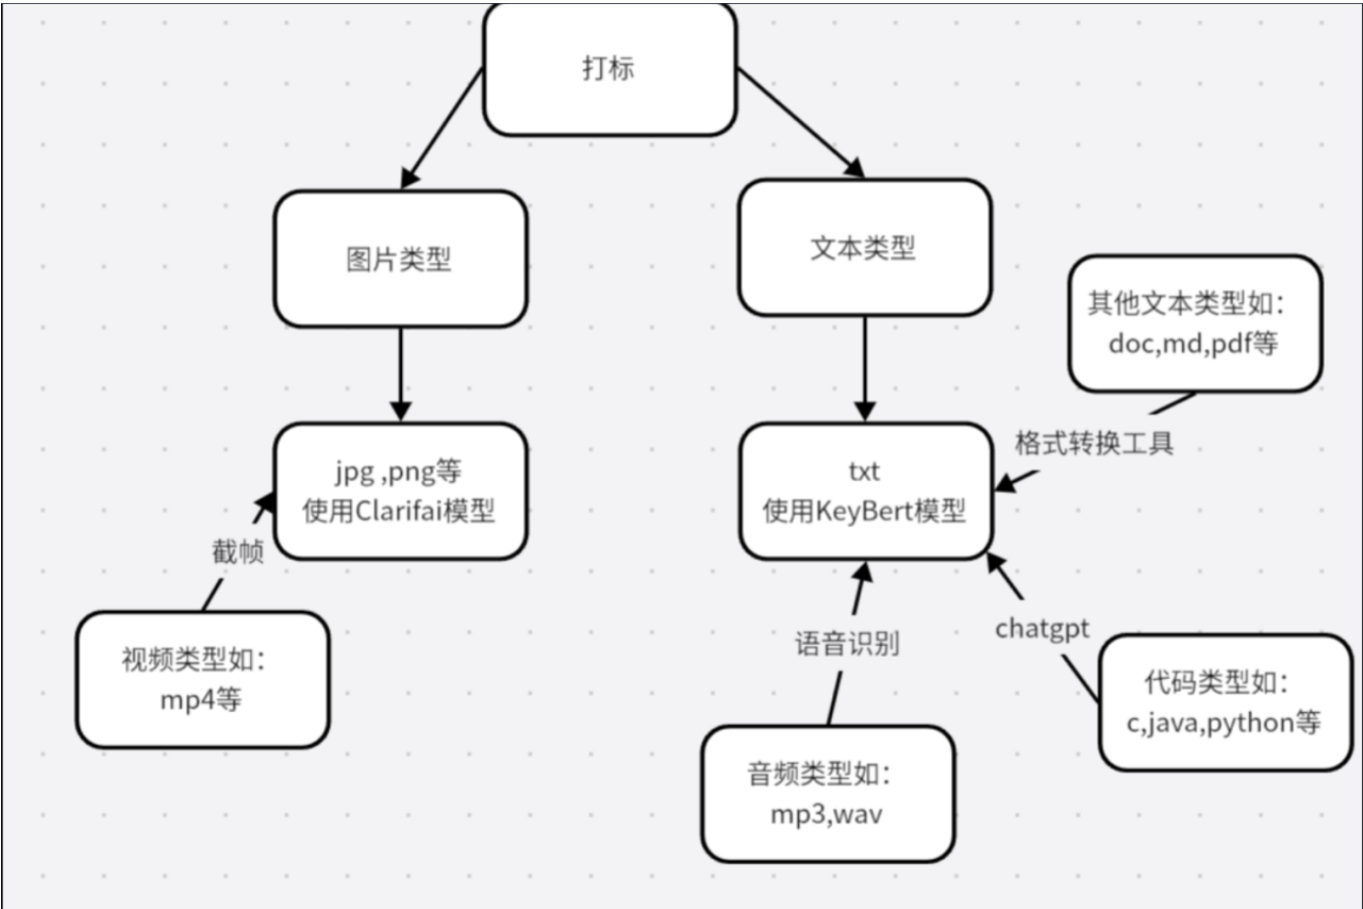 打标
图片类型
文本类型
其他文本类型如：
doc,md,pdf等
格式转换工具
jpg ,png等
使用Clarifai模型
txt
使用KeyBert模型
截帧
语音识别
chatgpt
视频类型如：
mp4等
代码类型如：
c,java,python等
音频类型如：
mp3,wav